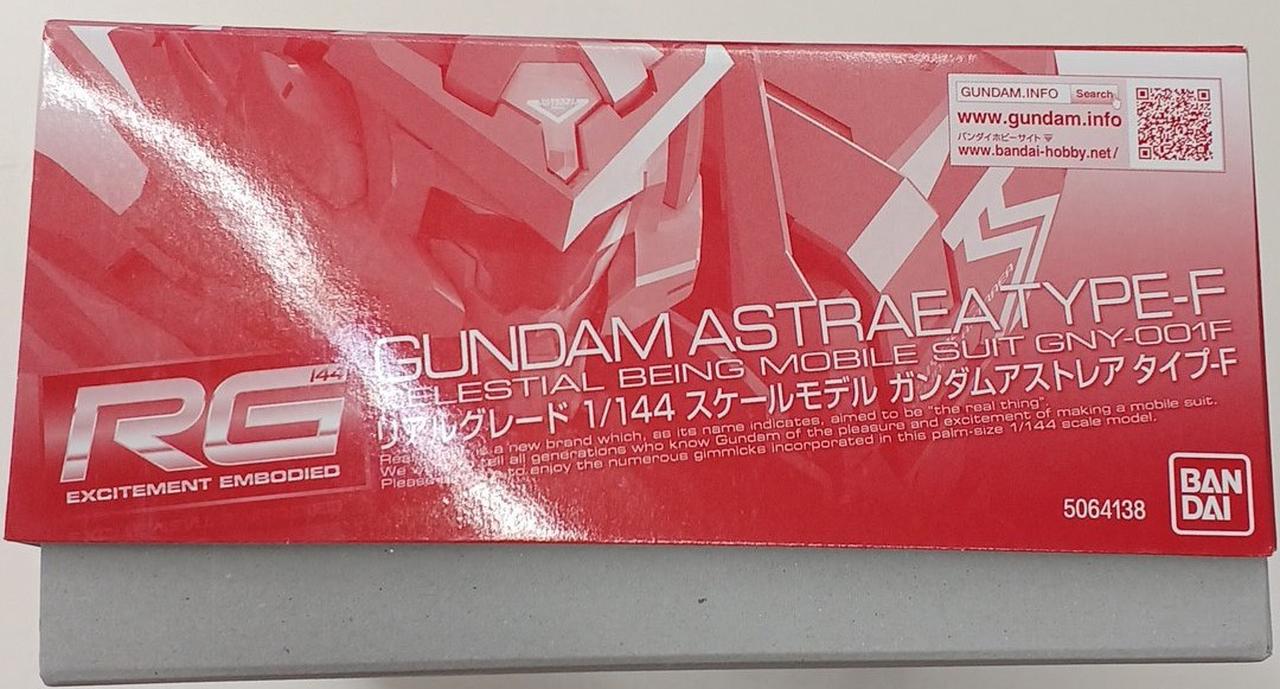 GUNDAM.INFO Search
www.gundam.info
バンダイホビーサイト
www.bandai-hobby.net/
GUNDAM ASTRAEA TYPE-F
CELESTIAL BEING MOBILE SUIT GNY-001F
リアルグレード 1/144 スケールモデル ガンダムアストレア タイプ-F
is a new brand which, as its name indicates, aimed to be "the real thing".
We tell all generations who know Gundam of the pleasure and excitement of making a mobile suit.
Please enjoy the numerous gimmicks incorporated in this palm-size 1/144 scale model.
144
RG
EXCITEMENT EMBODIED
5064138
BAN
DAI